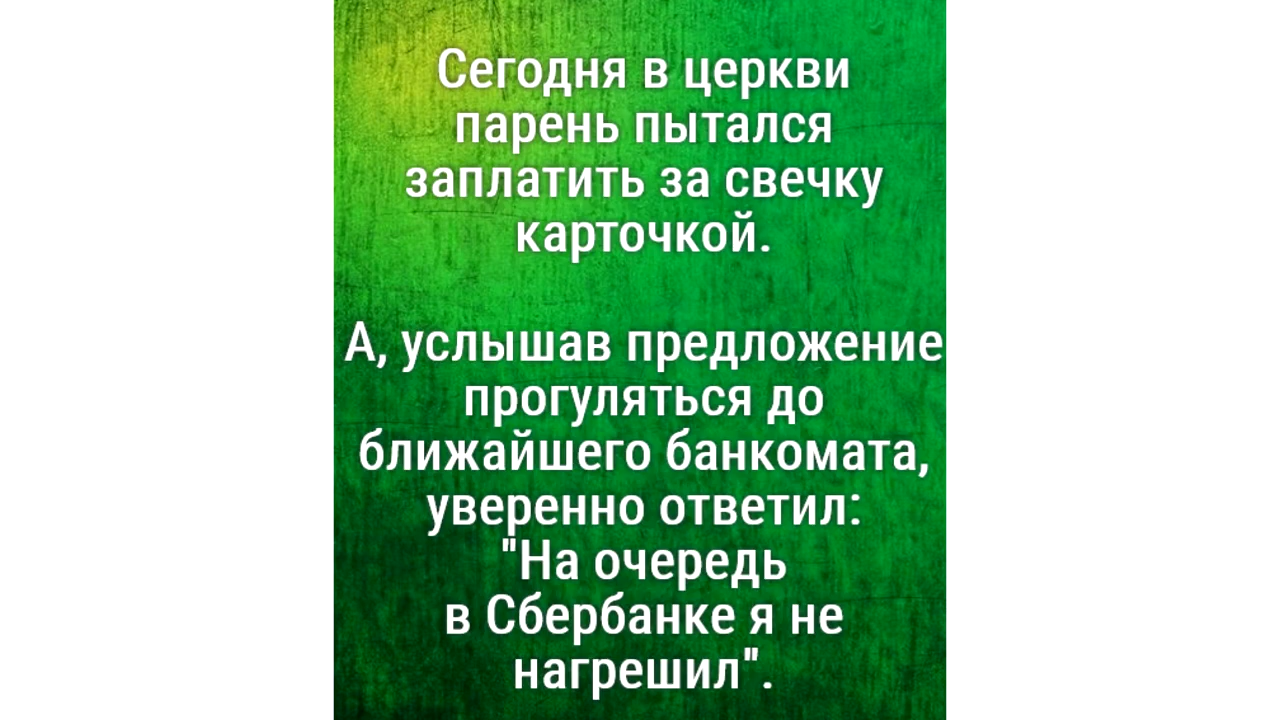 Сегодня в церкви
парень пытался
заплатить за свечку
карточкой.
А, услышав предложение
прогуляться до
ближайшего банкомата,
уверенно ответил:
"На очередь
в Сбербанке я не
нагрешил".